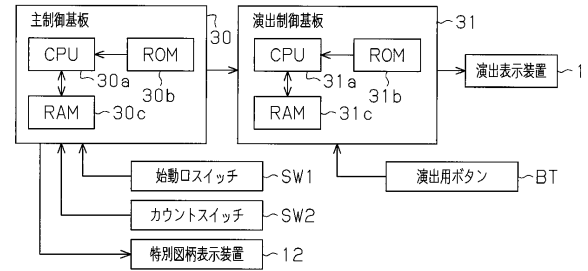 主制御基板
30
演出制御基板
31
CPU
ROM
30a
30b
RAM
30c
CPU
ROM
31a
31b
RAM
31c
演出表示装置
始動口スイッチ
SW1
演出用ボタン
BT
カウントスイッチ
SW2
特別図柄表示装置
12